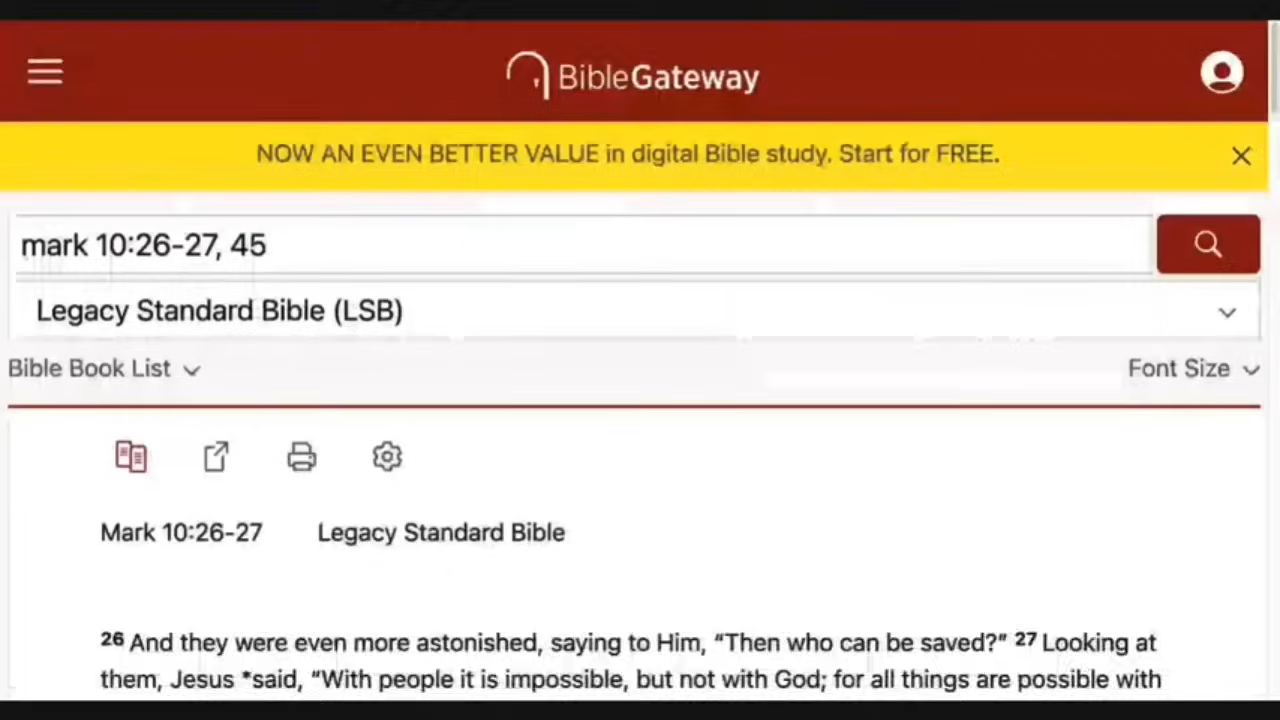 BibleGateway
NOW AN EVEN BETTER VALUE in digital Bible study. Start for FREE.
mark 10:26-27, 45
Legacy Standard Bible (LSB)
Bible Book List
Font Size
Mark 10:26-27 Legacy Standard Bible
26 And they were even more astonished, saying to Him, “Then who can be saved?” 27 Looking at
them, Jesus *said, “With people it is impossible, but not with God; for all things are possible with